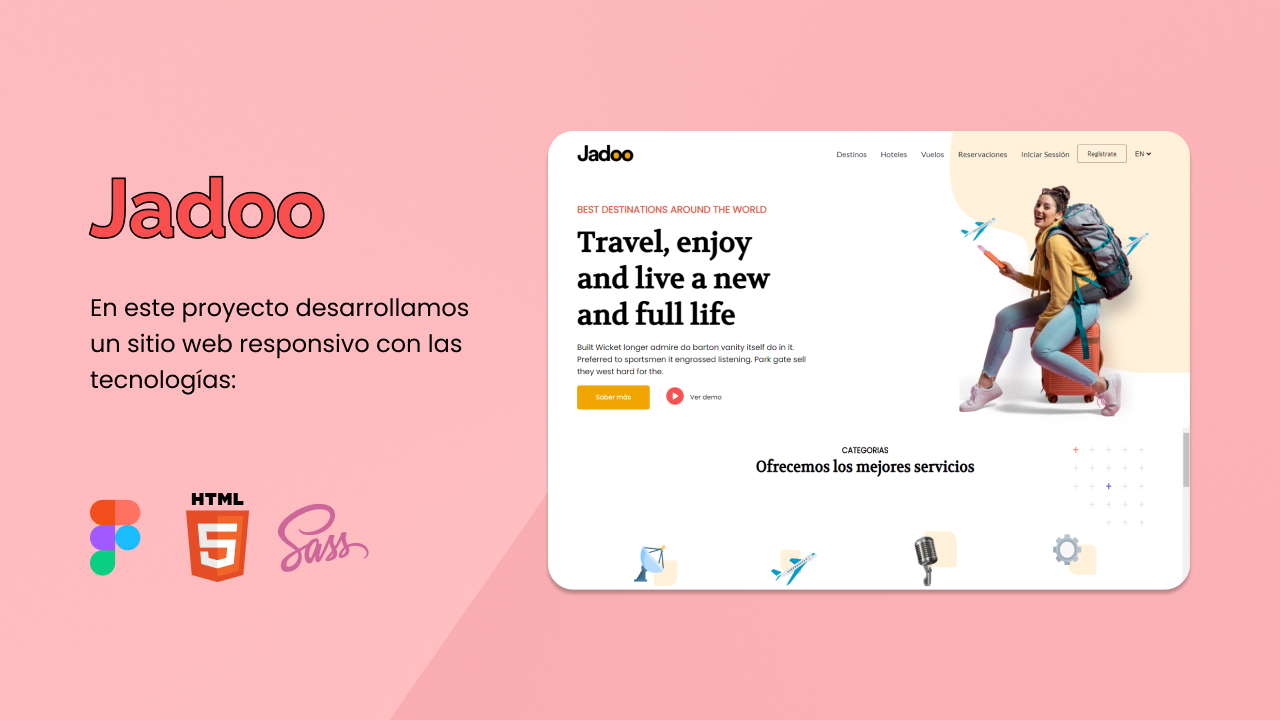 Jadoo
En este proyecto desarrollamos
un sitio web responsivo con las
tecnologías:
HTML
5
Sass
Jadoo
Destinos Hoteles Vuelos Reservaciones Iniciar Sesión Regístrate EN
BEST DESTINATIONS AROUND THE WORLD
Travel, enjoy
and live a new
and full life
Built Wicket longer admire do barton vanity itself do in it.
Preferred to sportsmen it engrossed listening. Park gate sell
they west hard for the.
Saber más Ver demo
CATEGORIAS
Ofrecemos los mejores servicios